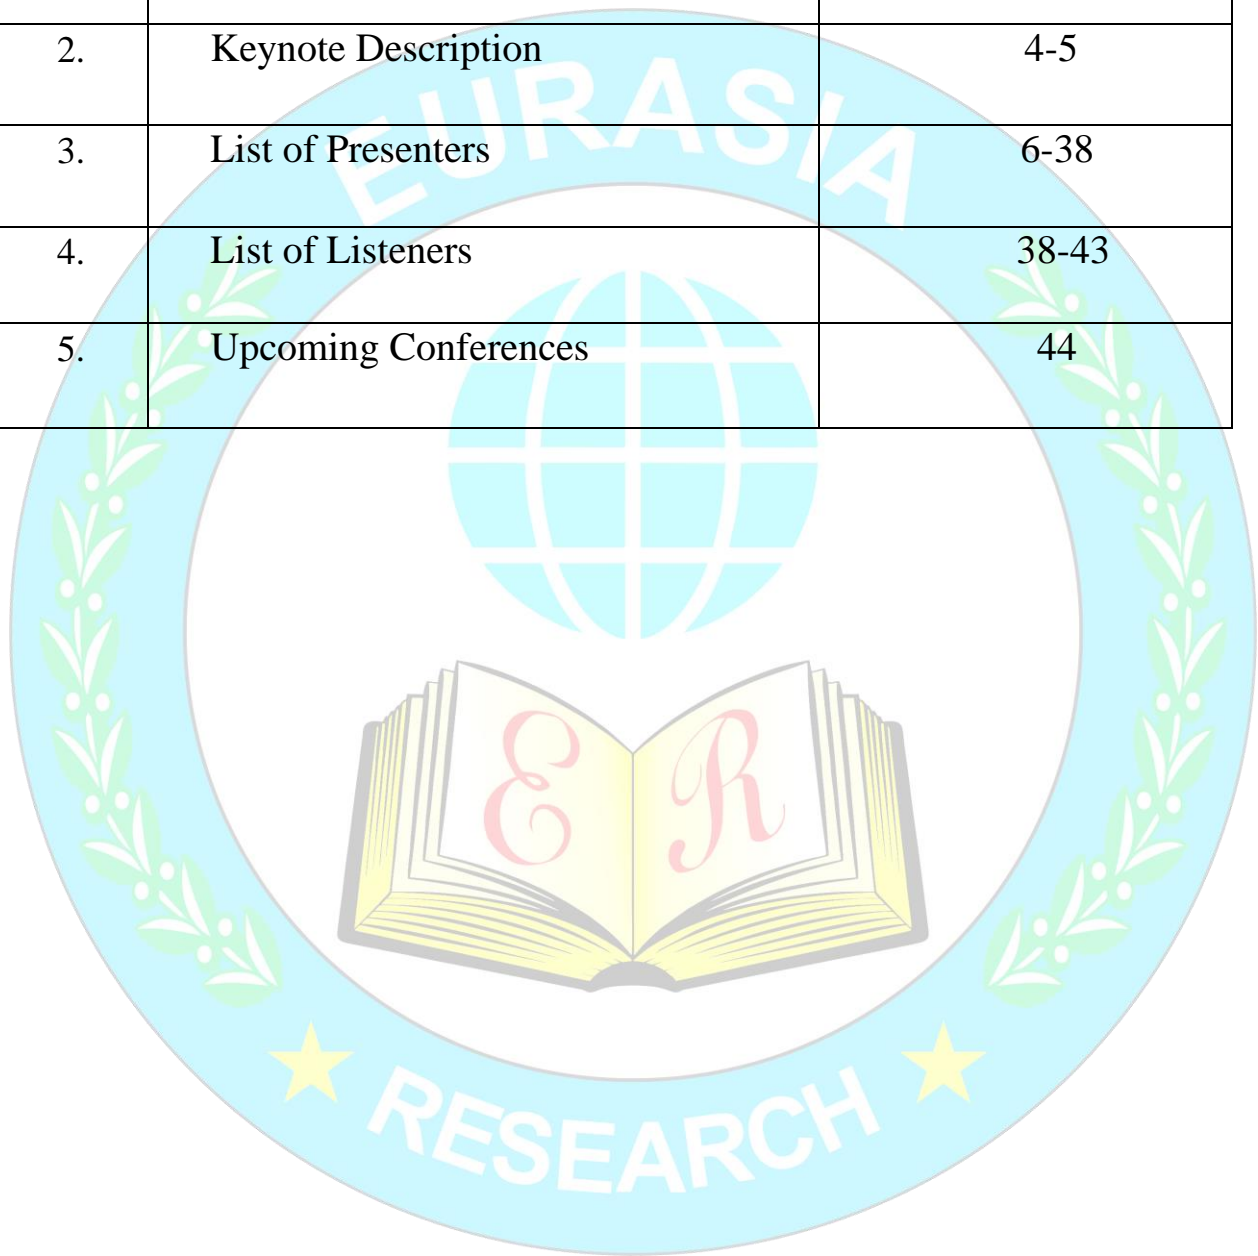 2. Keynote Description 4-5
3. List of Presenters 6-38
4. List of Listeners 38-43
5. Upcoming Conferences 44
EURASIA
E R
RESEARCH